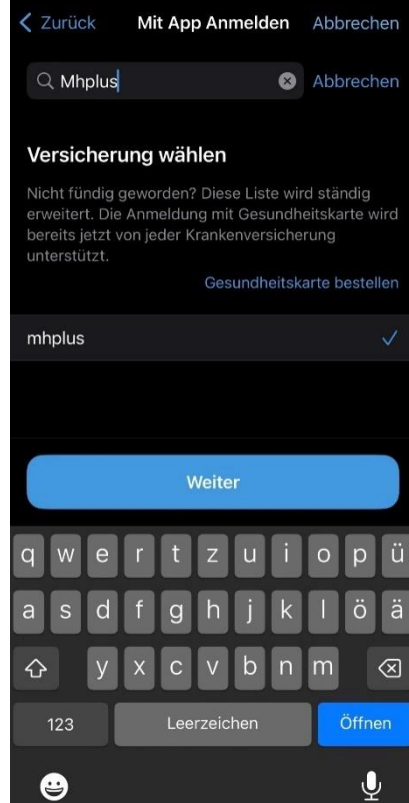 Zurück Mit App Anmelden Abbrechen
Mhplus Abbrechen
Versicherung wählen
Nicht fündig geworden? Diese Liste wird ständig
erweitert. Die Anmeldung mit Gesundheitskarte wird
bereits jetzt von jeder Krankenversicherung
unterstützt.
Gesundheitskarte bestellen
mhplus
Weiter
q w e r t z u i o p ü
a s d f g h j k l ö ä
y x c v b n m
123 Leerzeichen Öffnen